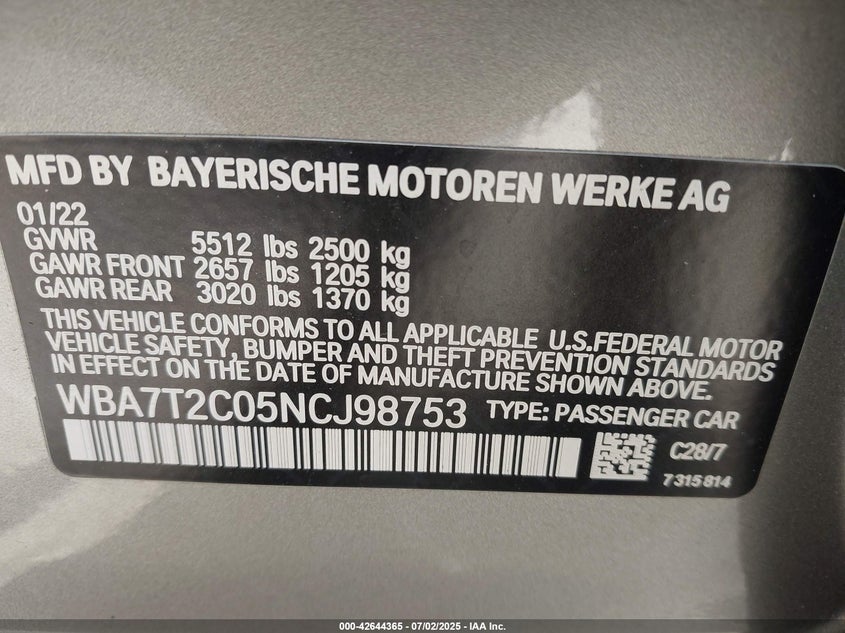 MFD BY BAYERISCHE MOTOREN WERKE AG
01/22
GVWR 5512 lbs 2500 kg
GAWR FRONT 2657 lbs 1205 kg
GAWR REAR 3020 lbs 1370 kg
THIS VEHICLE CONFORMS TO ALL APPLICABLE U.S.FEDERAL MOTOR
VEHICLE SAFETY, BUMPER AND THEFT PREVENTION STANDARDS
IN EFFECT ON THE DATE OF MANUFACTURE SHOWN ABOVE.
WBA7T2C05NCJ98753 TYPE: PASSENGER CAR
C28/7
7315814
000-42644365 | 07/02/2025 - IAA Inc.